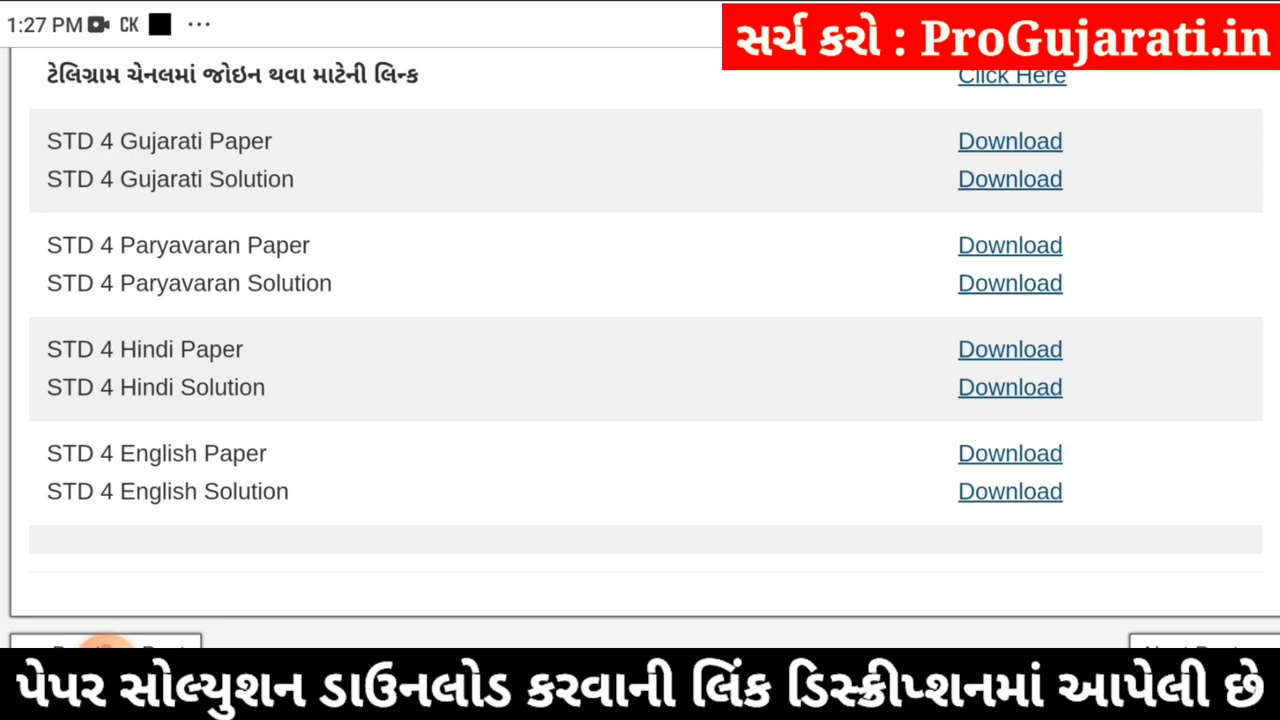 1:27 PM CK ...
સર્ચ કરો : ProGujarati.in
ટેલિગ્રામ ચેનલમાં જોઇન થવા માટેની લિન્ક Click Here
STD 4 Gujarati Paper Download
STD 4 Gujarati Solution Download
STD 4 Paryavaran Paper Download
STD 4 Paryavaran Solution Download
STD 4 Hindi Paper Download
STD 4 Hindi Solution Download
STD 4 English Paper Download
STD 4 English Solution Download
પેપર સોલ્યુશન ડાઉનલોડ કરવાની લિંક ડિસ્ક્રીપ્શનમાં આપેલી છે